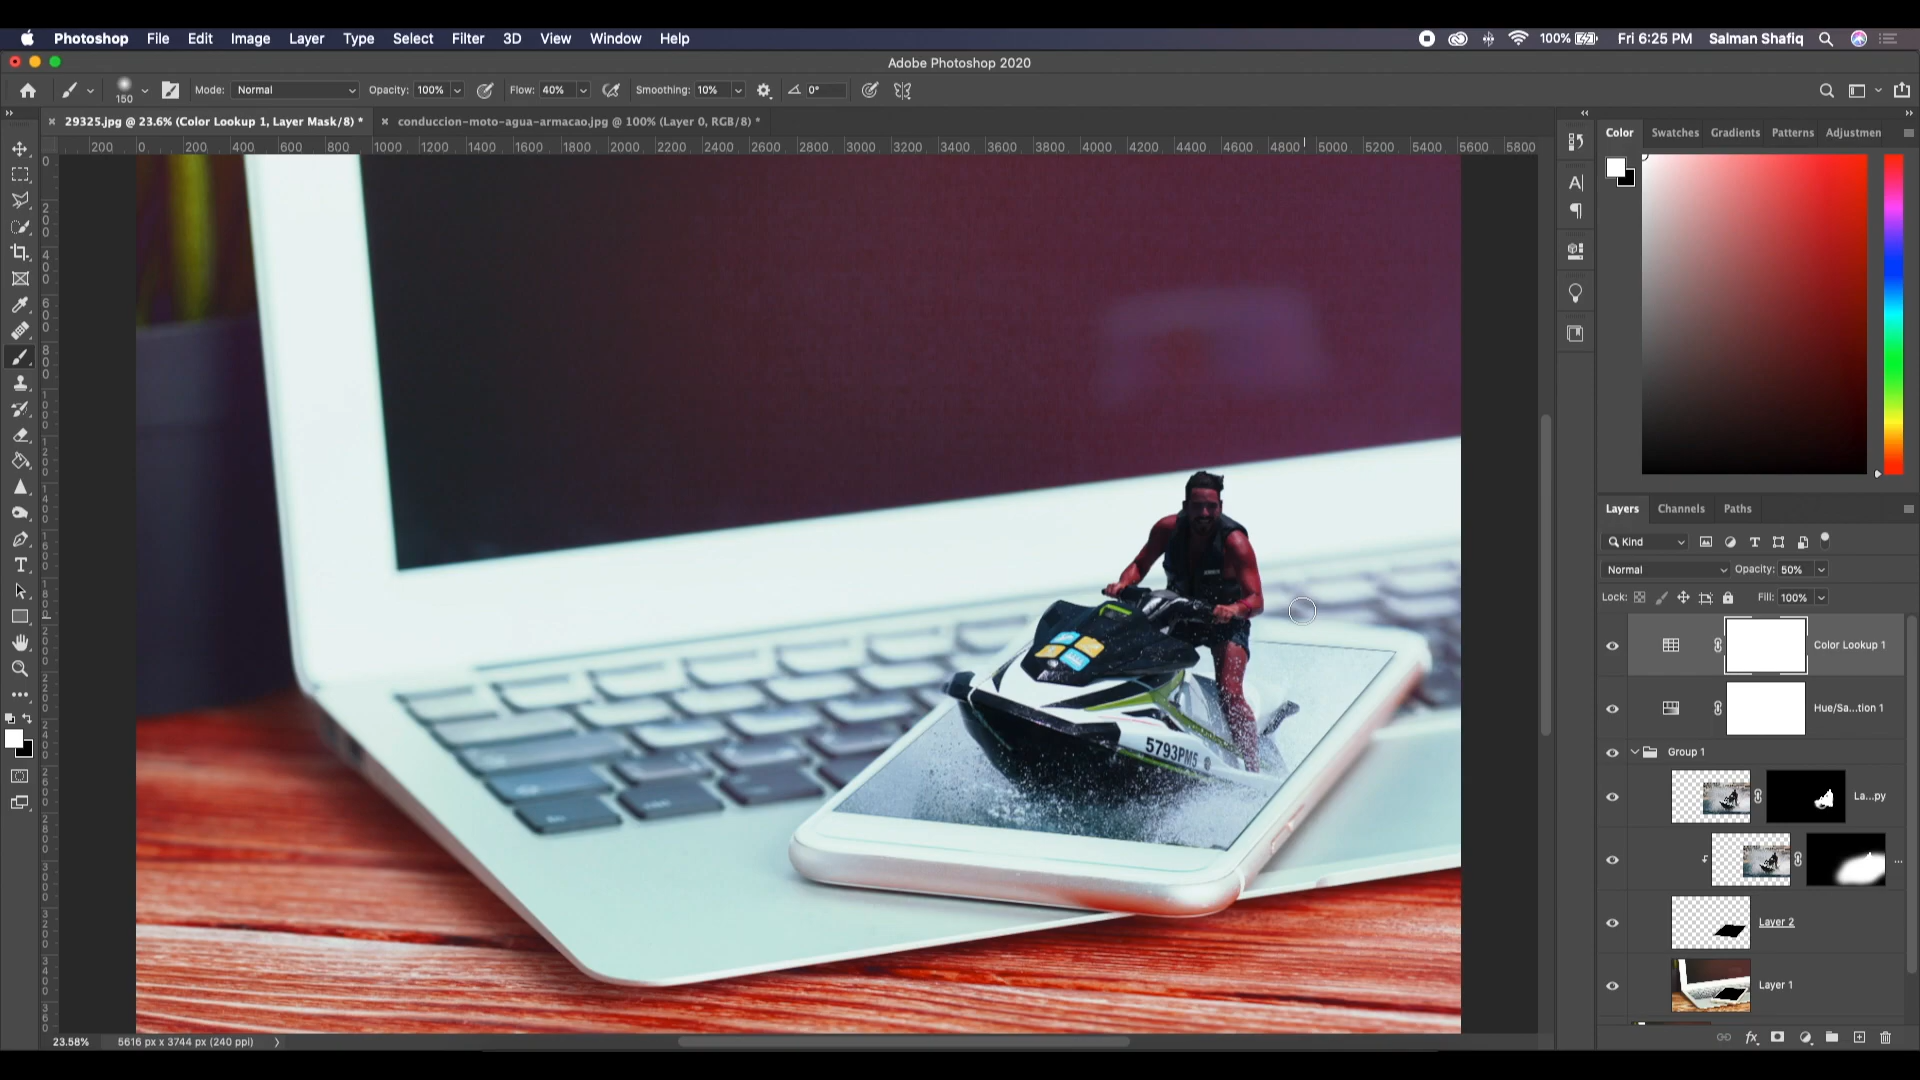 Photoshop File Edit Image Layer Type Select Filter 3D View Window Help 100% Fri 6:25 PM Salman Shafiq
Adobe Photoshop 2020
150 Mode: Normal Opacity: 100% Flow: 40% Smoothing: 10% 0°
29325.jpg @ 23.6% (Color Lookup 1, Layer Mask/8) * conduccion-moto-agua-armacao.jpg @ 100% (Layer 0, RGB/8) *
200 0 200 400 600 800 1000 1200 1400 1600 1800 2000 2200 2400 2600 2800 3000 3200 3400 3600 3800 4000 4200 4400 4600 4800 5000 5200 5400 5600 5800
Color Swatches Gradients Patterns Adjustmen
5793PM5
Layers Channels Paths
Kind
Normal Opacity: 50%
Lock: Fill: 100%
Color Lookup 1
Hue/Sa...tion 1
Group 1
La...py
...
Layer 2
Layer 1
fx
23.58% 5616 px x 3744 px (240 ppi)